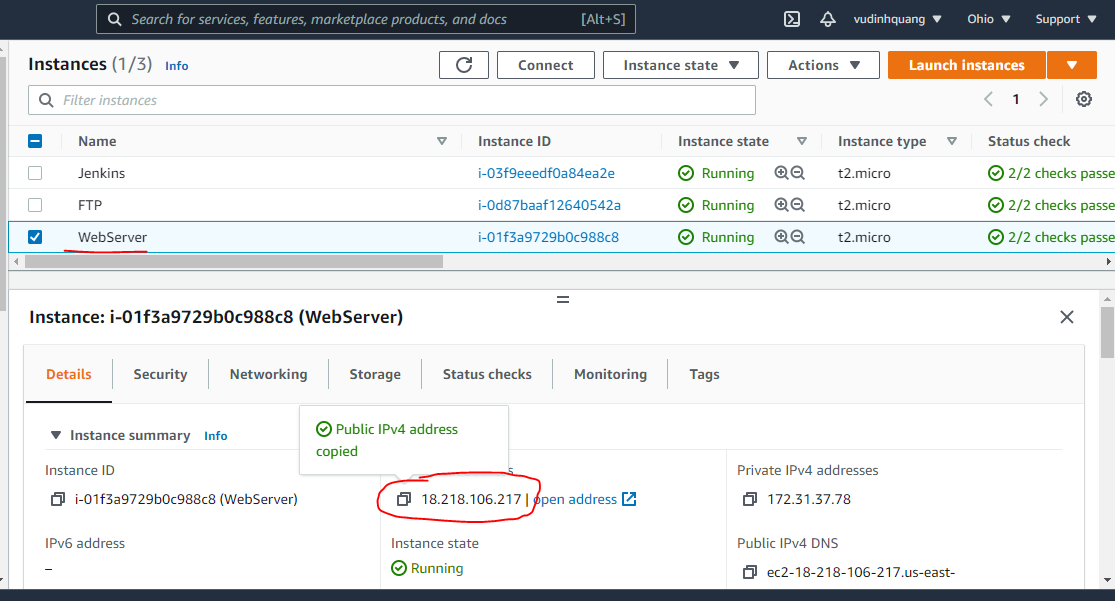 Search for services, features, marketplace products, and docs [Alt+S] vudinhquang Ohio Support
Instances (1/3) Info Connect Instance state Actions Launch instances
Filter instances 1
Name Instance ID Instance state Instance type Status check
Jenkins i-03f9eeedf0a84ea2e Running t2.micro 2/2 checks passe
FTP i-0d87baaf12640542a Running t2.micro 2/2 checks passe
WebServer i-01f3a9729b0c988c8 Running t2.micro 2/2 checks passe
Instance: i-01f3a9729b0c988c8 (WebServer)
Details Security Networking Storage Status checks Monitoring Tags
Public IPv4 address
copied
Instance summary Info
Instance ID s Private IPv4 addresses
i-01f3a9729b0c988c8 (WebServer) 18.218.106.217 | open address 172.31.37.78
IPv6 address Instance state Public IPv4 DNS
– Running ec2-18-218-106-217.us-east-